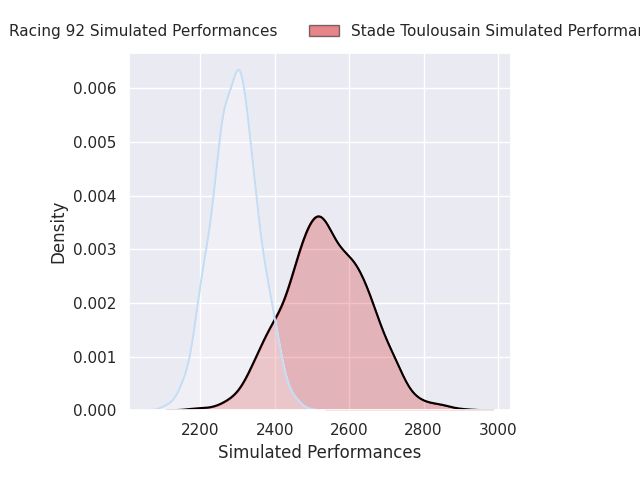 Racing 92 Simulated Performances
Stade Toulousain Simulated Performan
0.006
0.005
0.004
0.003
0.002
0.001
0.000
Density
2200 2400 2600 2800 3000
Simulated Performances